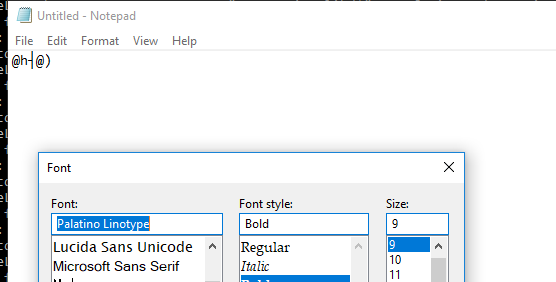 Untitled - Notepad
File Edit Format View Help
@h-@)
Font
Font:
Palatino Linotype
Lucida Sans Unicode
Microsoft Sans Serif
Font style:
Bold
Regular
Italic
Size:
9
9
10
11